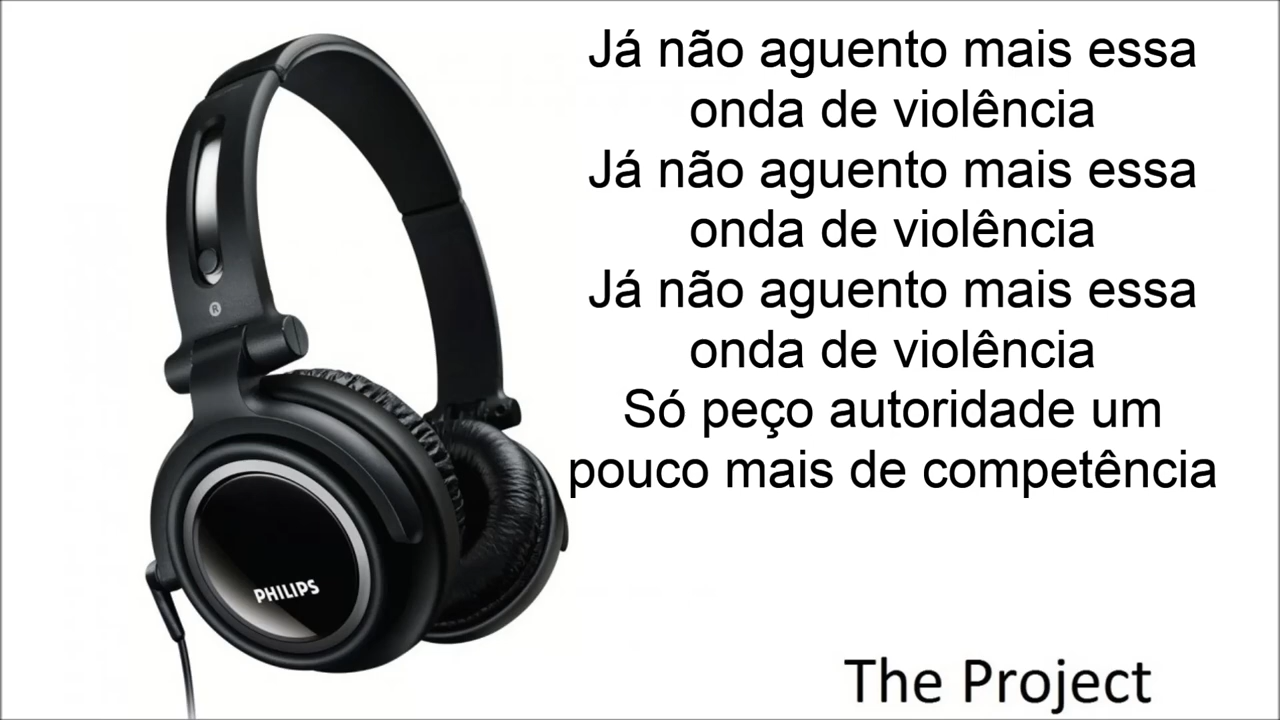 Já não aguento mais essa
onda de violência
Já não aguento mais essa
onda de violência
Já não aguento mais essa
onda de violência
Só peço autoridade um
pouco mais de competência
®
PHILIPS
The Project